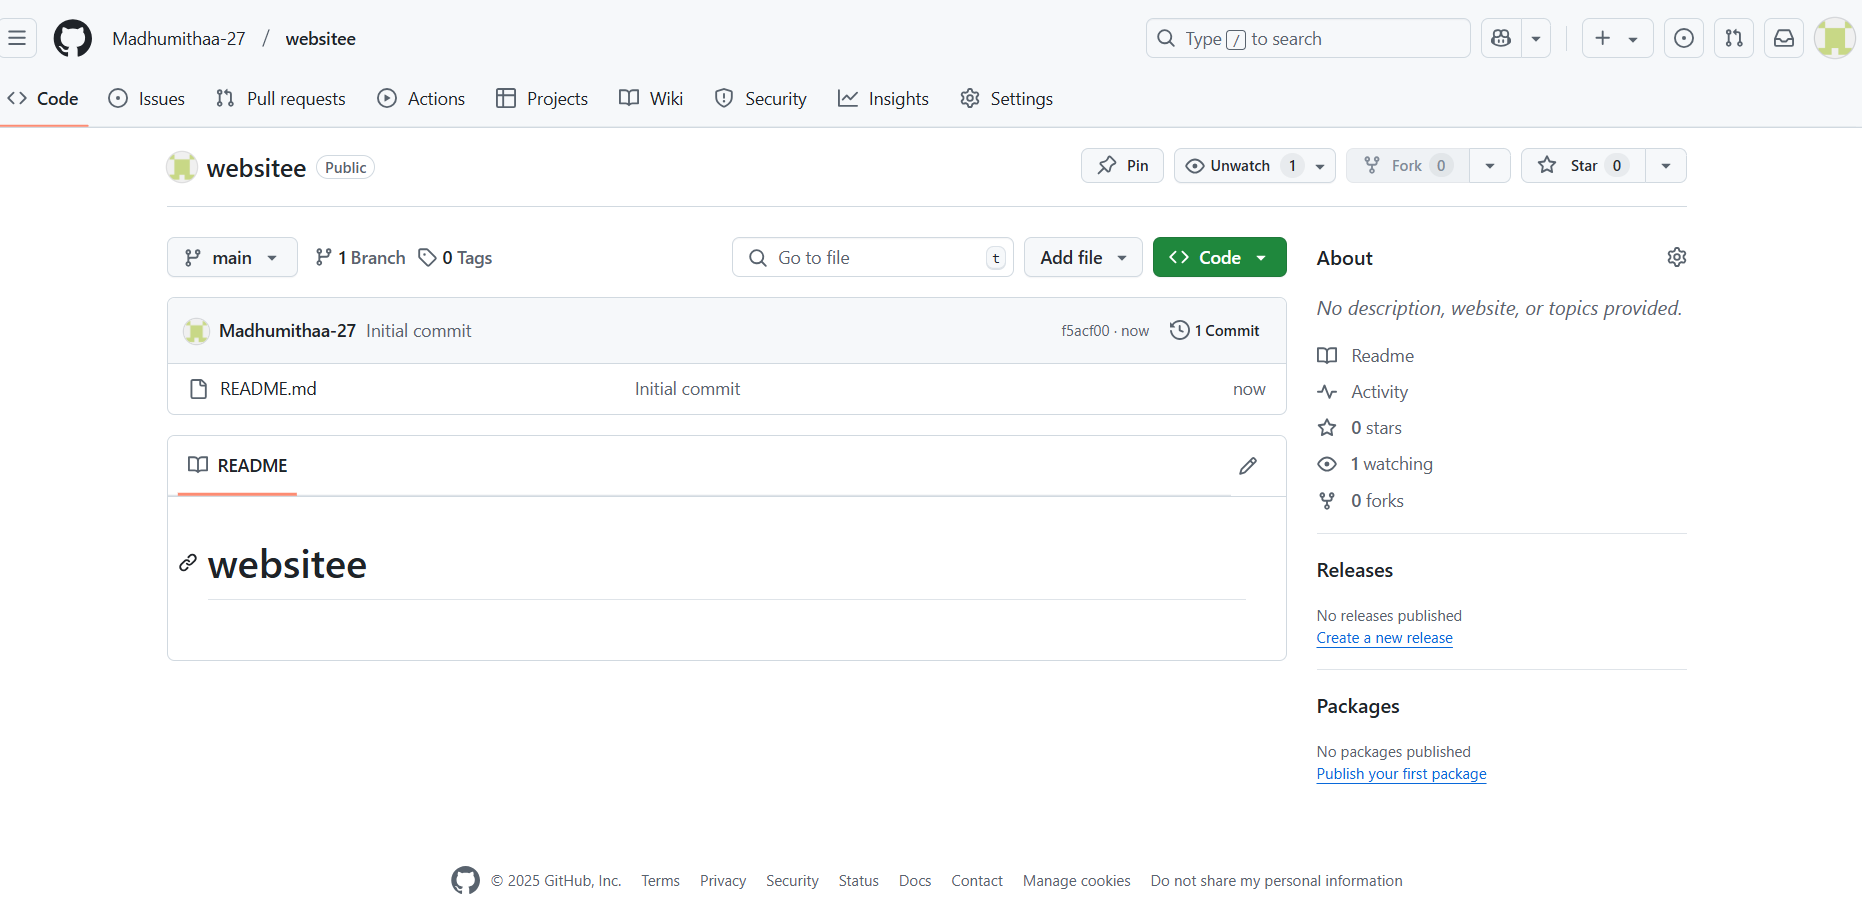 Madhumithaa-27 / websitee
Type / to search
Code Issues Pull requests Actions Projects Wiki Security Insights Settings
websitee Public
Pin Unwatch 1 Fork 0 Star 0
main 1 Branch 0 Tags Go to file t Add file Code
Madhumithaa-27 Initial commit f5acf00 · now 1 Commit
README.md Initial commit now
README
websitee
About
No description, website, or topics provided.
Readme
Activity
0 stars
1 watching
0 forks
Releases
No releases published
Create a new release
Packages
No packages published
Publish your first package
© 2025 GitHub, Inc. Terms Privacy Security Status Docs Contact Manage cookies Do not share my personal information